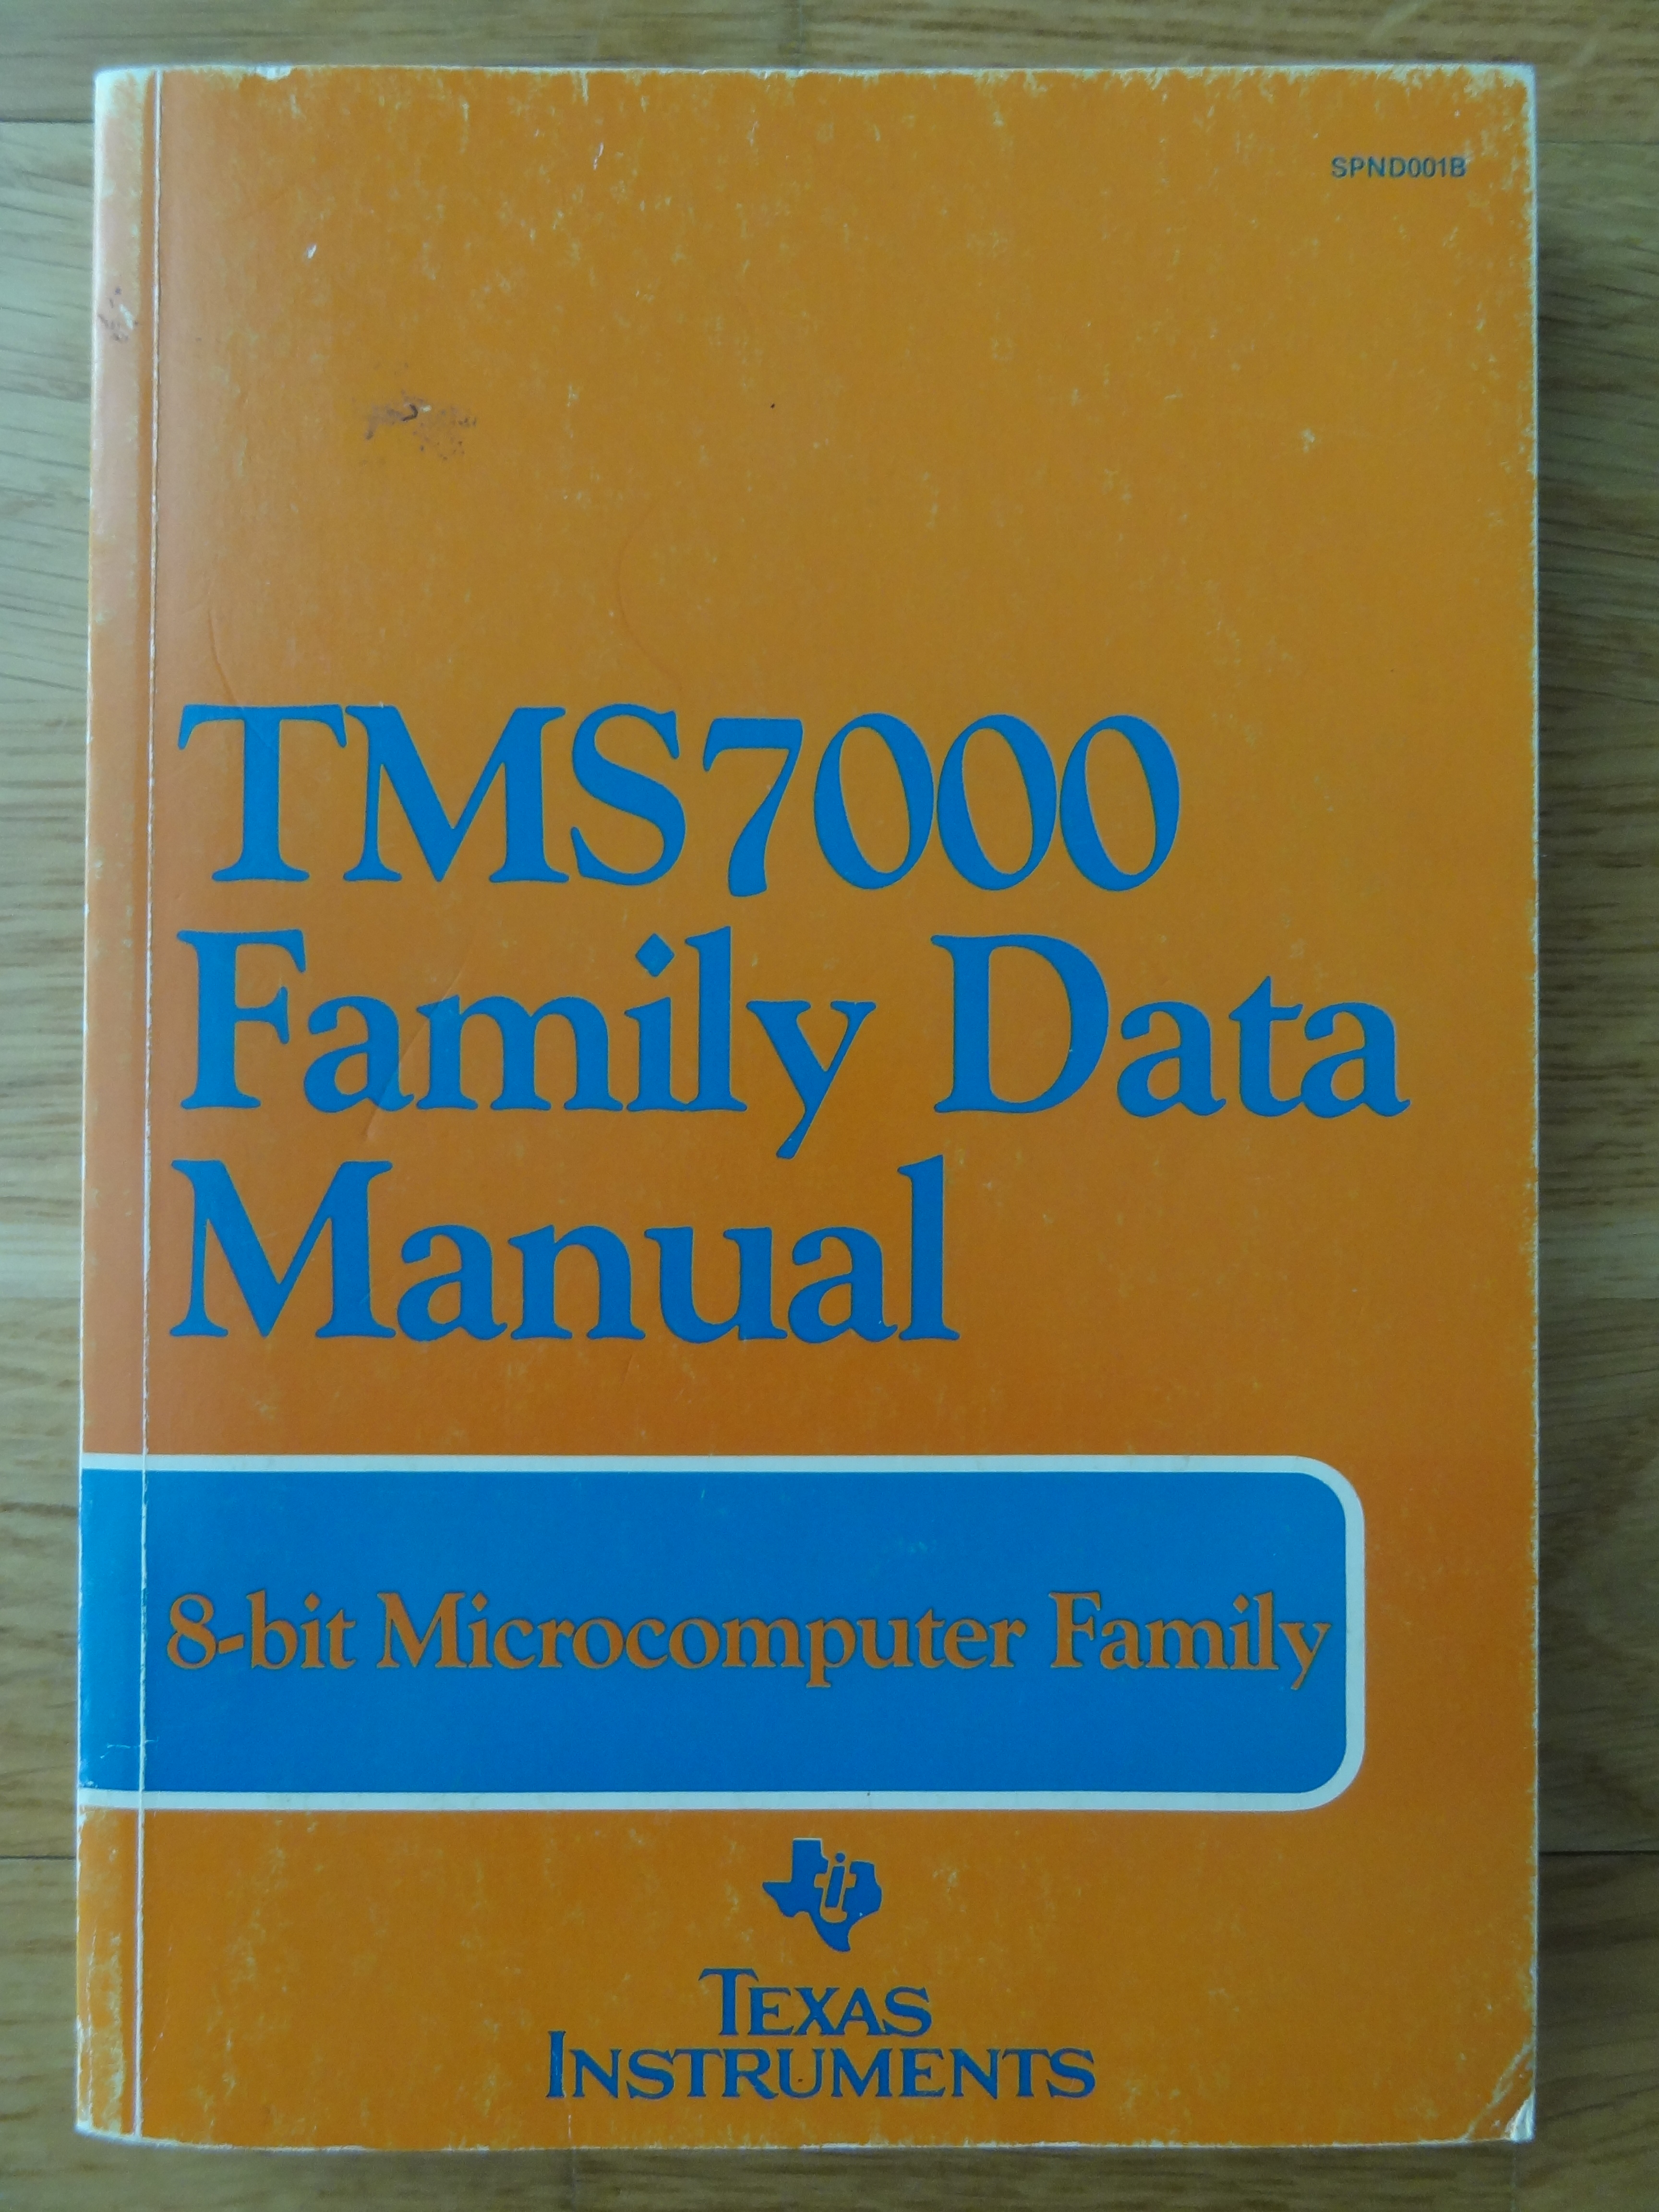 SPND001B
TMS7000
Family Data
Manual
8-bit Microcomputer Family
TEXAS
INSTRUMENTS